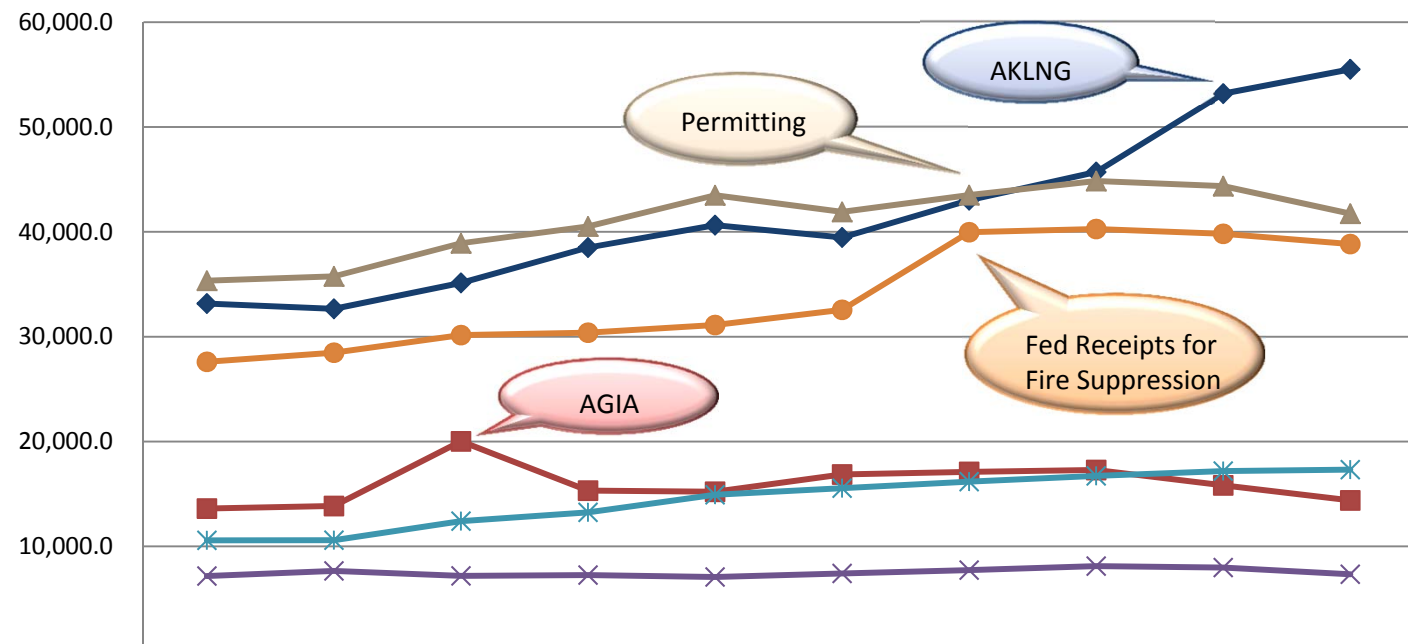 60,000.0
50,000.0
40,000.0
30,000.0
20,000.0
10,000.0
AKLNG
Permitting
Fed Receipts for
Fire Suppression
AGIA